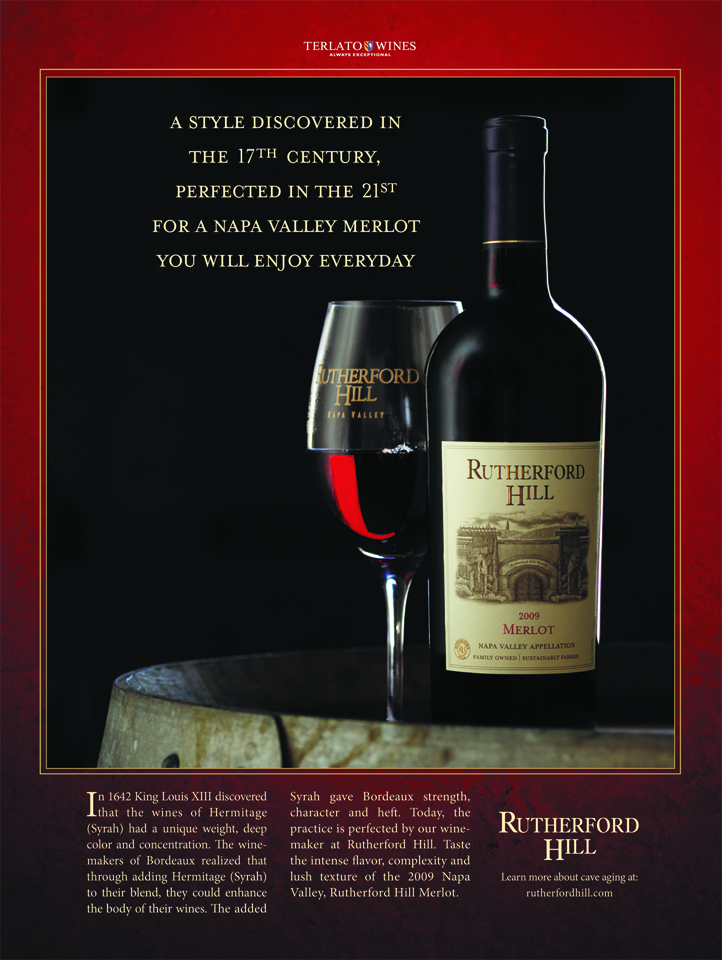 TERLATO WINES
ALWAYS EXCEPTIONAL
A STYLE DISCOVERED IN
THE 17TH CENTURY,
PERFECTED IN THE 21ST
FOR A NAPA VALLEY MERLOT
YOU WILL ENJOY EVERYDAY
RUTHERFORD
HILL
NAPA VALLEY
RUTHERFORD
HILL
2009
MERLOT
NAPA VALLEY APPELLATION
FAMILY OWNED | SUSTAINABLY FARMED
In 1642 King Louis XIII discovered
that the wines of Hermitage
(Syrah) had a unique weight, deep
color and concentration. The wine-
makers of Bordeaux realized that
through adding Hermitage (Syrah)
to their blend, they could enhance
the body of their wines. The added
Syrah gave Bordeaux strength,
character and heft. Today, the
practice is perfected by our wine-
maker at Rutherford Hill. Taste
the intense flavor, complexity and
lush texture of the 2009 Napa
Valley, Rutherford Hill Merlot.
RUTHERFORD
HILL
Learn more about cave aging at:
rutherfordhill.com